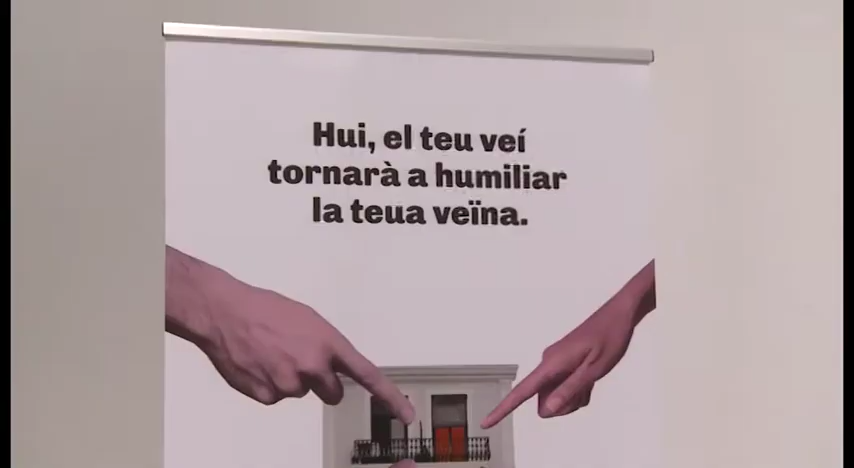 Hui, el teu veí
tornarà a humiliar
la teua veïna.